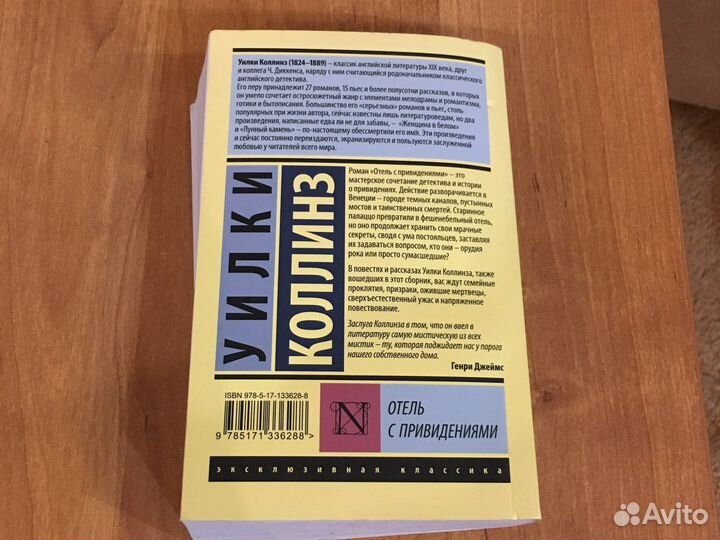 Уилки Коллинз (1824–1889) – классик английской литературы XIX века, друг
и коллега Ч. Диккенса, наряду с ним считающийся родоначальником классического
английского детектива.
Его перу принадлежит 27 романов, 15 пьес и более полусотни рассказов, в которых
он умело сочетает остросюжетный жанр с элементами мелодрамы и романтизма,
готики и бытописания. Большинство его «серьезных» романов и пьес, столь
популярных при жизни автора, сейчас известны лишь литературоведам, но два
произведения, написанные едва ли не для забавы, – «Женщина в белом»
и «Лунный камень» – по-настоящему обессмертили его имя. Эти произведения
и сейчас постоянно переиздаются, экранизируются и пользуются заслуженной
любовью у читателей всего мира.
УИЛКИ
КОЛЛИНЗ
Роман «Отель с привидениями» – это
мастерское сочетание детектива и истории
о привидениях. Действие разворачивается в
Венеции – городе темных каналов, пустынных
мостов и таинственных смертей. Старинное
палаццо превратили в фешенебельный отель,
но оно продолжает хранить свои мрачные
секреты, сводя с ума постояльцев, заставляя
их задаваться вопросом, кто они – орудия
рока или просто сумасшедшие?
В повестях и рассказах Уилки Коллинза, также
вошедших в этот сборник, вас ждут семейные
проклятия, призраки, ожившие мертвецы,
сверхъестественный ужас и напряженное
повествование.
Заслуга Коллинза в том, что он ввел в
литературу самую мистическую из всех
мистик – ту, которая поджидает нас у порога
нашего собственного дома.
Генри Джеймс
ISBN 978-5-17-133628-8
9 785171 336288 >
N
ОТЕЛЬ
С ПРИВИДЕНИЯМИ
эксклюзивная классика
Avito